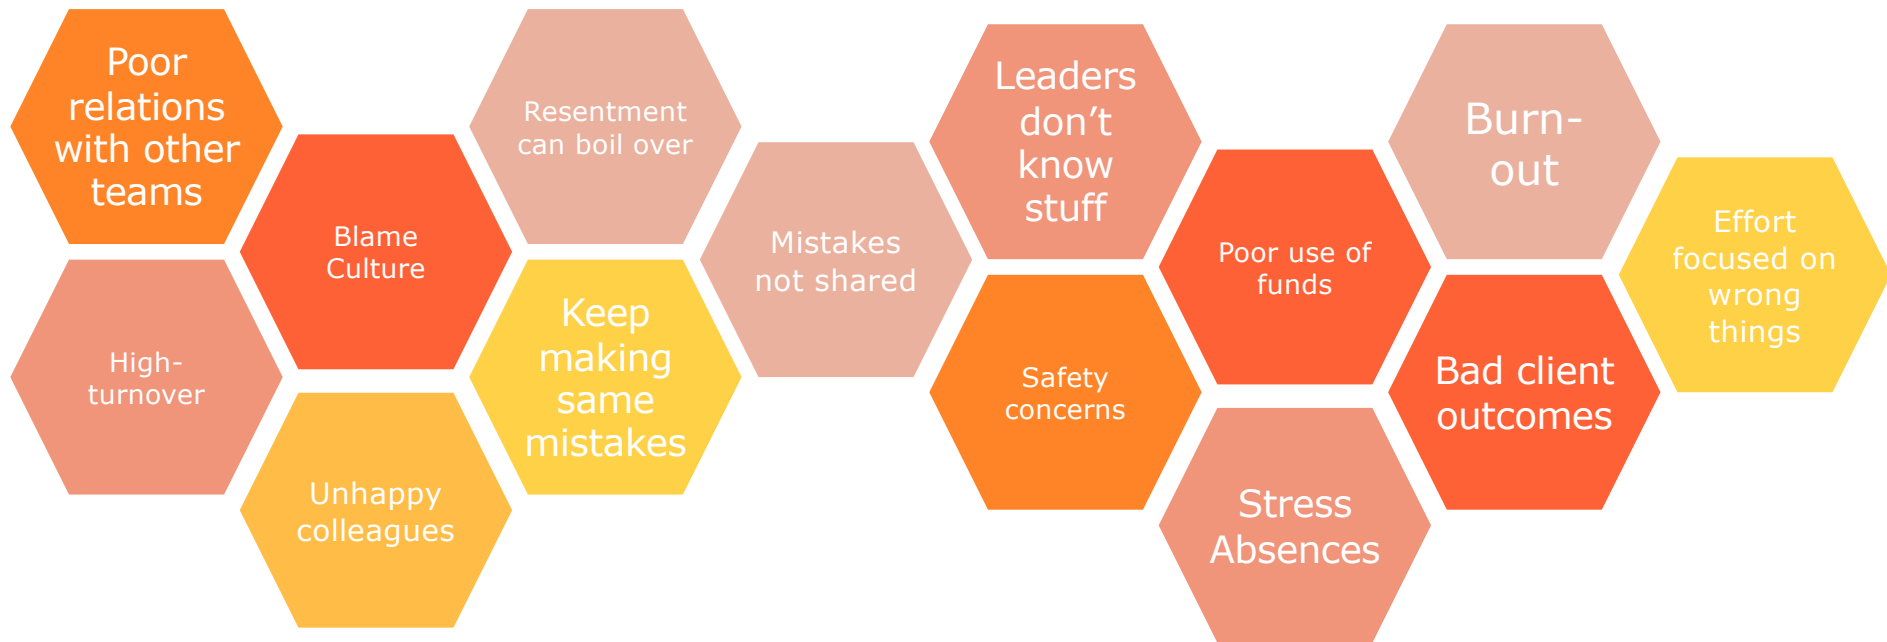 Poor
relations
with other
teams
High-
turnover
Blame
Culture
Unhappy
colleagues
Resentment
can boil over
Keep
making
same
mistakes
Mistakes
not shared
Leaders
don’t
know
stuff
Safety
concerns
Poor use of
funds
Stress
Absences
Burn-
out
Bad client
outcomes
Effort
focused on
wrong
things